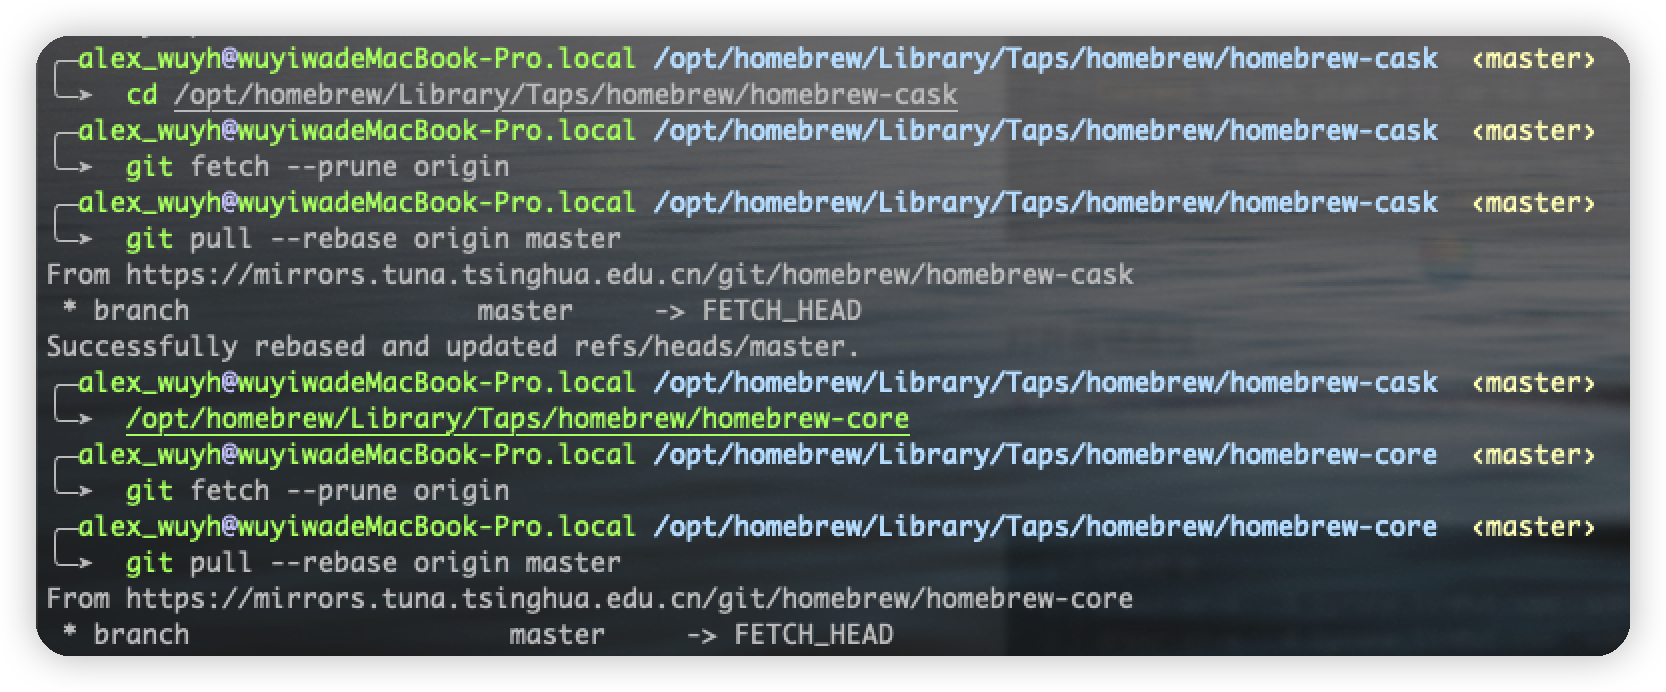 alex_wuyh@wuyiwadeMacBook-Pro.local /opt/homebrew/Library/Taps/homebrew/homebrew-cask ‹master›
cd /opt/homebrew/Library/Taps/homebrew/homebrew-cask
alex_wuyh@wuyiwadeMacBook-Pro.local /opt/homebrew/Library/Taps/homebrew/homebrew-cask ‹master›
git fetch --prune origin
alex_wuyh@wuyiwadeMacBook-Pro.local /opt/homebrew/Library/Taps/homebrew/homebrew-cask ‹master›
git pull --rebase origin master
From https://mirrors.tuna.tsinghua.edu.cn/git/homebrew/homebrew-cask
* branch master -> FETCH_HEAD
Successfully rebased and updated refs/heads/master.
alex_wuyh@wuyiwadeMacBook-Pro.local /opt/homebrew/Library/Taps/homebrew/homebrew-cask ‹master›
/opt/homebrew/Library/Taps/homebrew/homebrew-core
alex_wuyh@wuyiwadeMacBook-Pro.local /opt/homebrew/Library/Taps/homebrew/homebrew-core ‹master›
git fetch --prune origin
alex_wuyh@wuyiwadeMacBook-Pro.local /opt/homebrew/Library/Taps/homebrew/homebrew-core ‹master›
git pull --rebase origin master
From https://mirrors.tuna.tsinghua.edu.cn/git/homebrew/homebrew-core
* branch master -> FETCH_HEAD